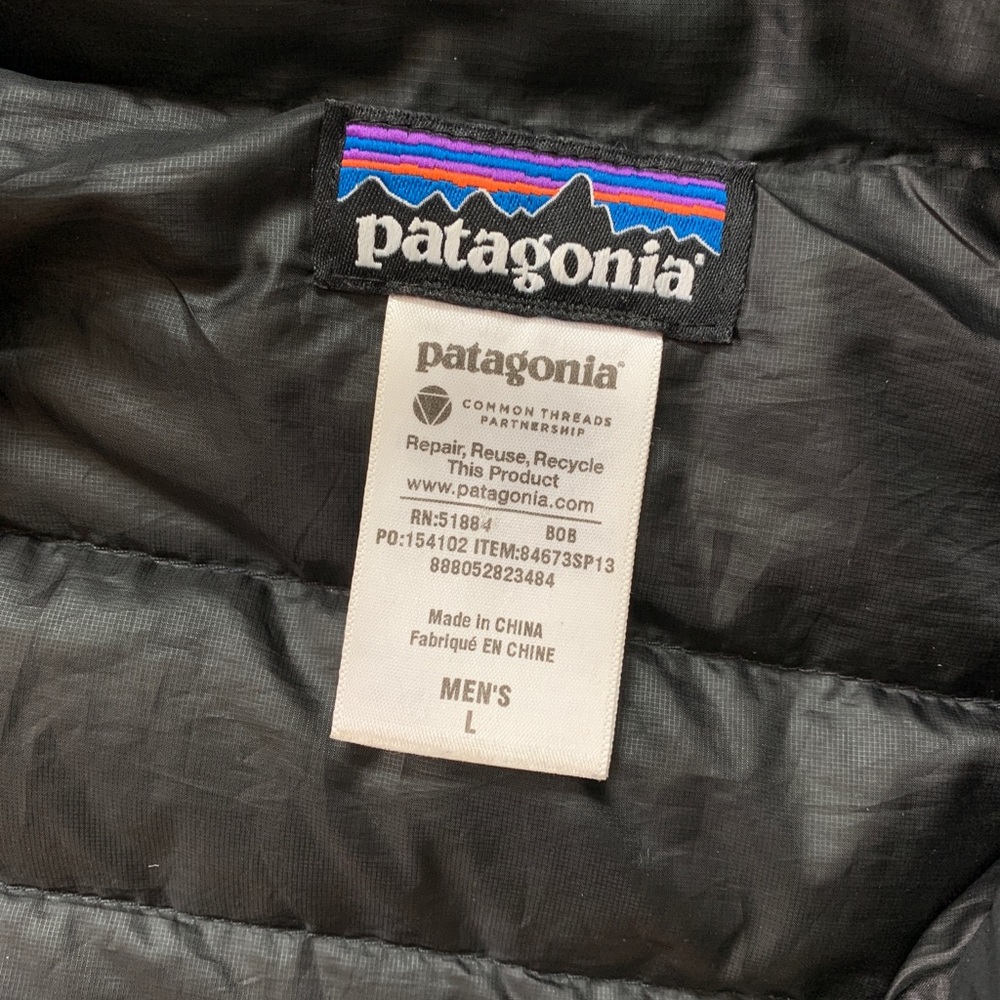 patagonia®
patagonia®
COMMON THREADS
PARTNERSHIP
Repair, Reuse, Recycle
This Product
www.patagonia.com
RN:51884 BOB
PO:154102 ITEM:84673SP13
888052823484
Made in CHINA
Fabriqué EN CHINE
MEN'S
L